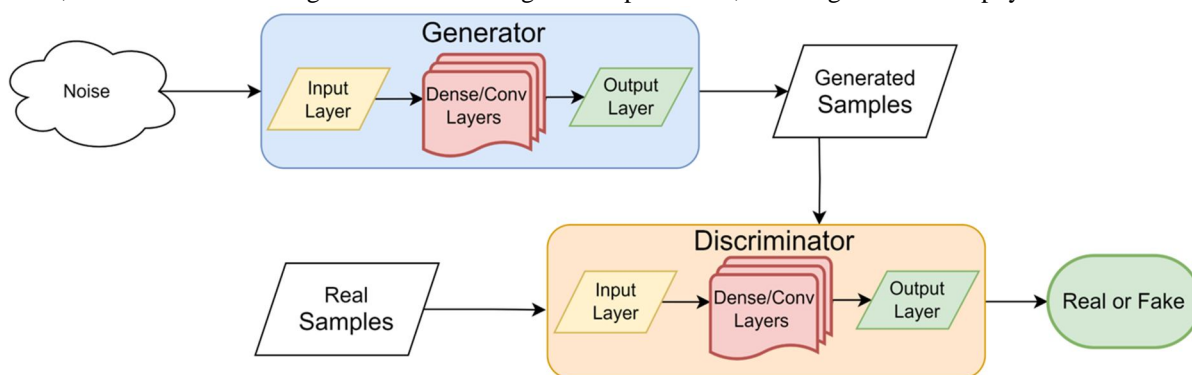 Generator
Noise
Input
Layer
Dense/Conv
Layers
Output
Layer
Generated
Samples
Discriminator
Real
Samples
Input
Layer
Dense/Conv
Layers
Output
Layer
Real or Fake